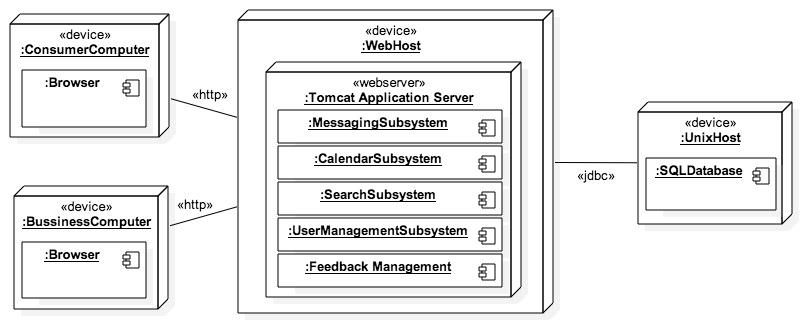 «device»
:ConsumerComputer
:Browser
«http»
«device»
:BussinessComputer
:Browser
«http»
«device»
:WebHost
«webserver»
:Tomcat Application Server
:MessagingSubsystem
:CalendarSubsystem
:SearchSubsystem
:UserManagementSubsystem
:Feedback Management
«jdbc»
«device»
:UnixHost
:SQLDatabase